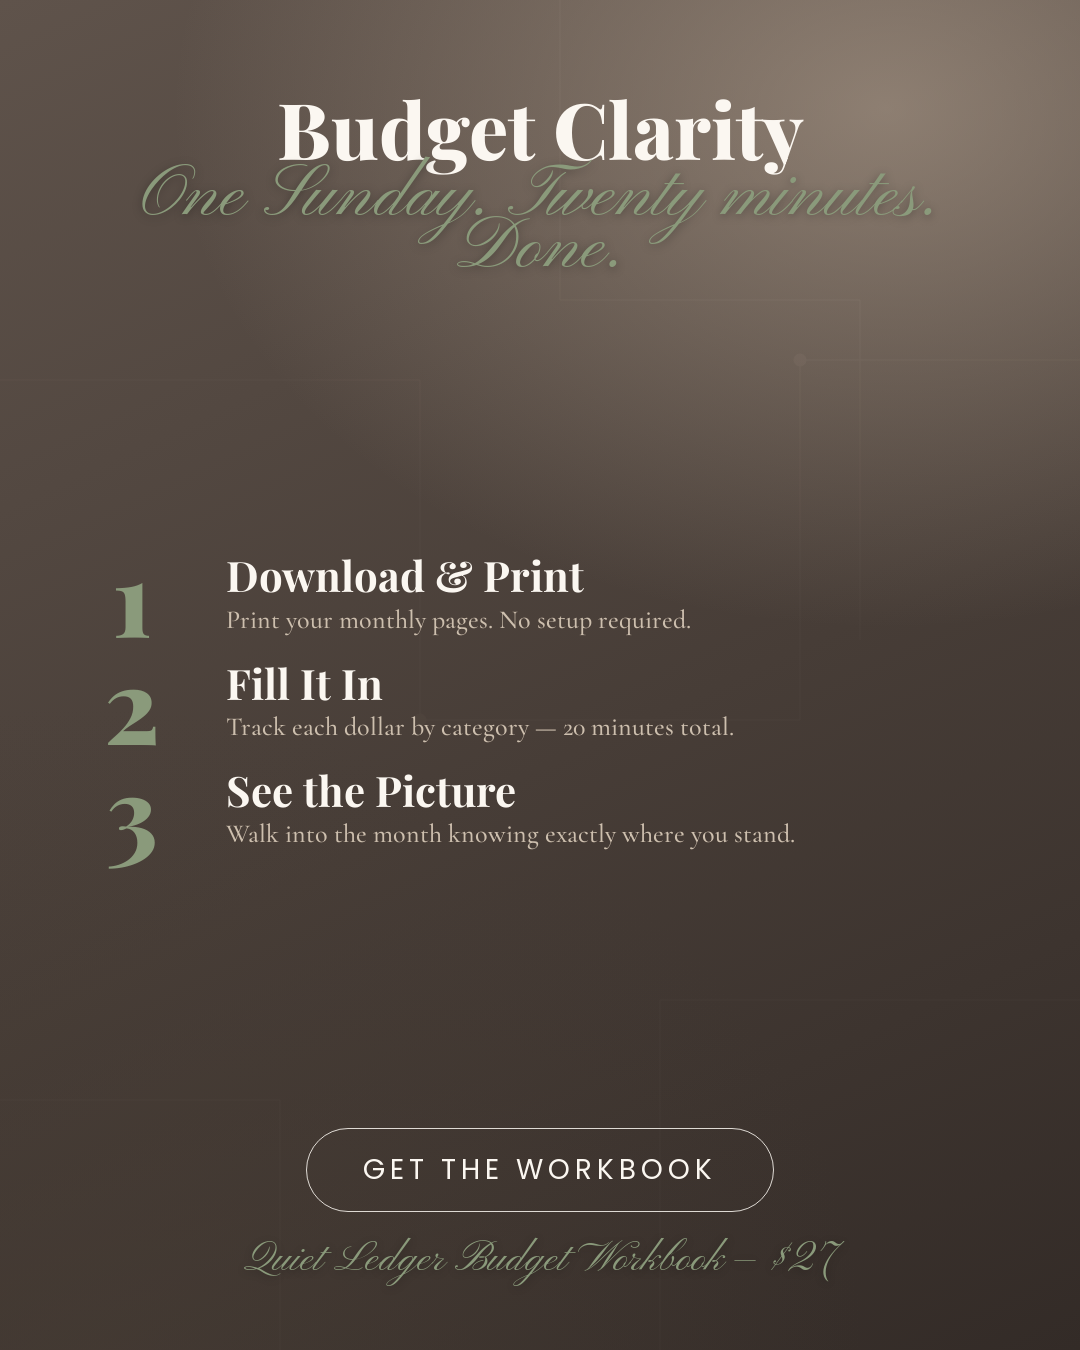 Budget Clarity
One Sunday. Twenty minutes.
Done.
1
Download & Print
Print your monthly pages. No setup required.
2
Fill It In
Track each dollar by category — 20 minutes total.
3
See the Picture
Walk into the month knowing exactly where you stand.
GET THE WORKBOOK
Quiet Ledger Budget Workbook — $27